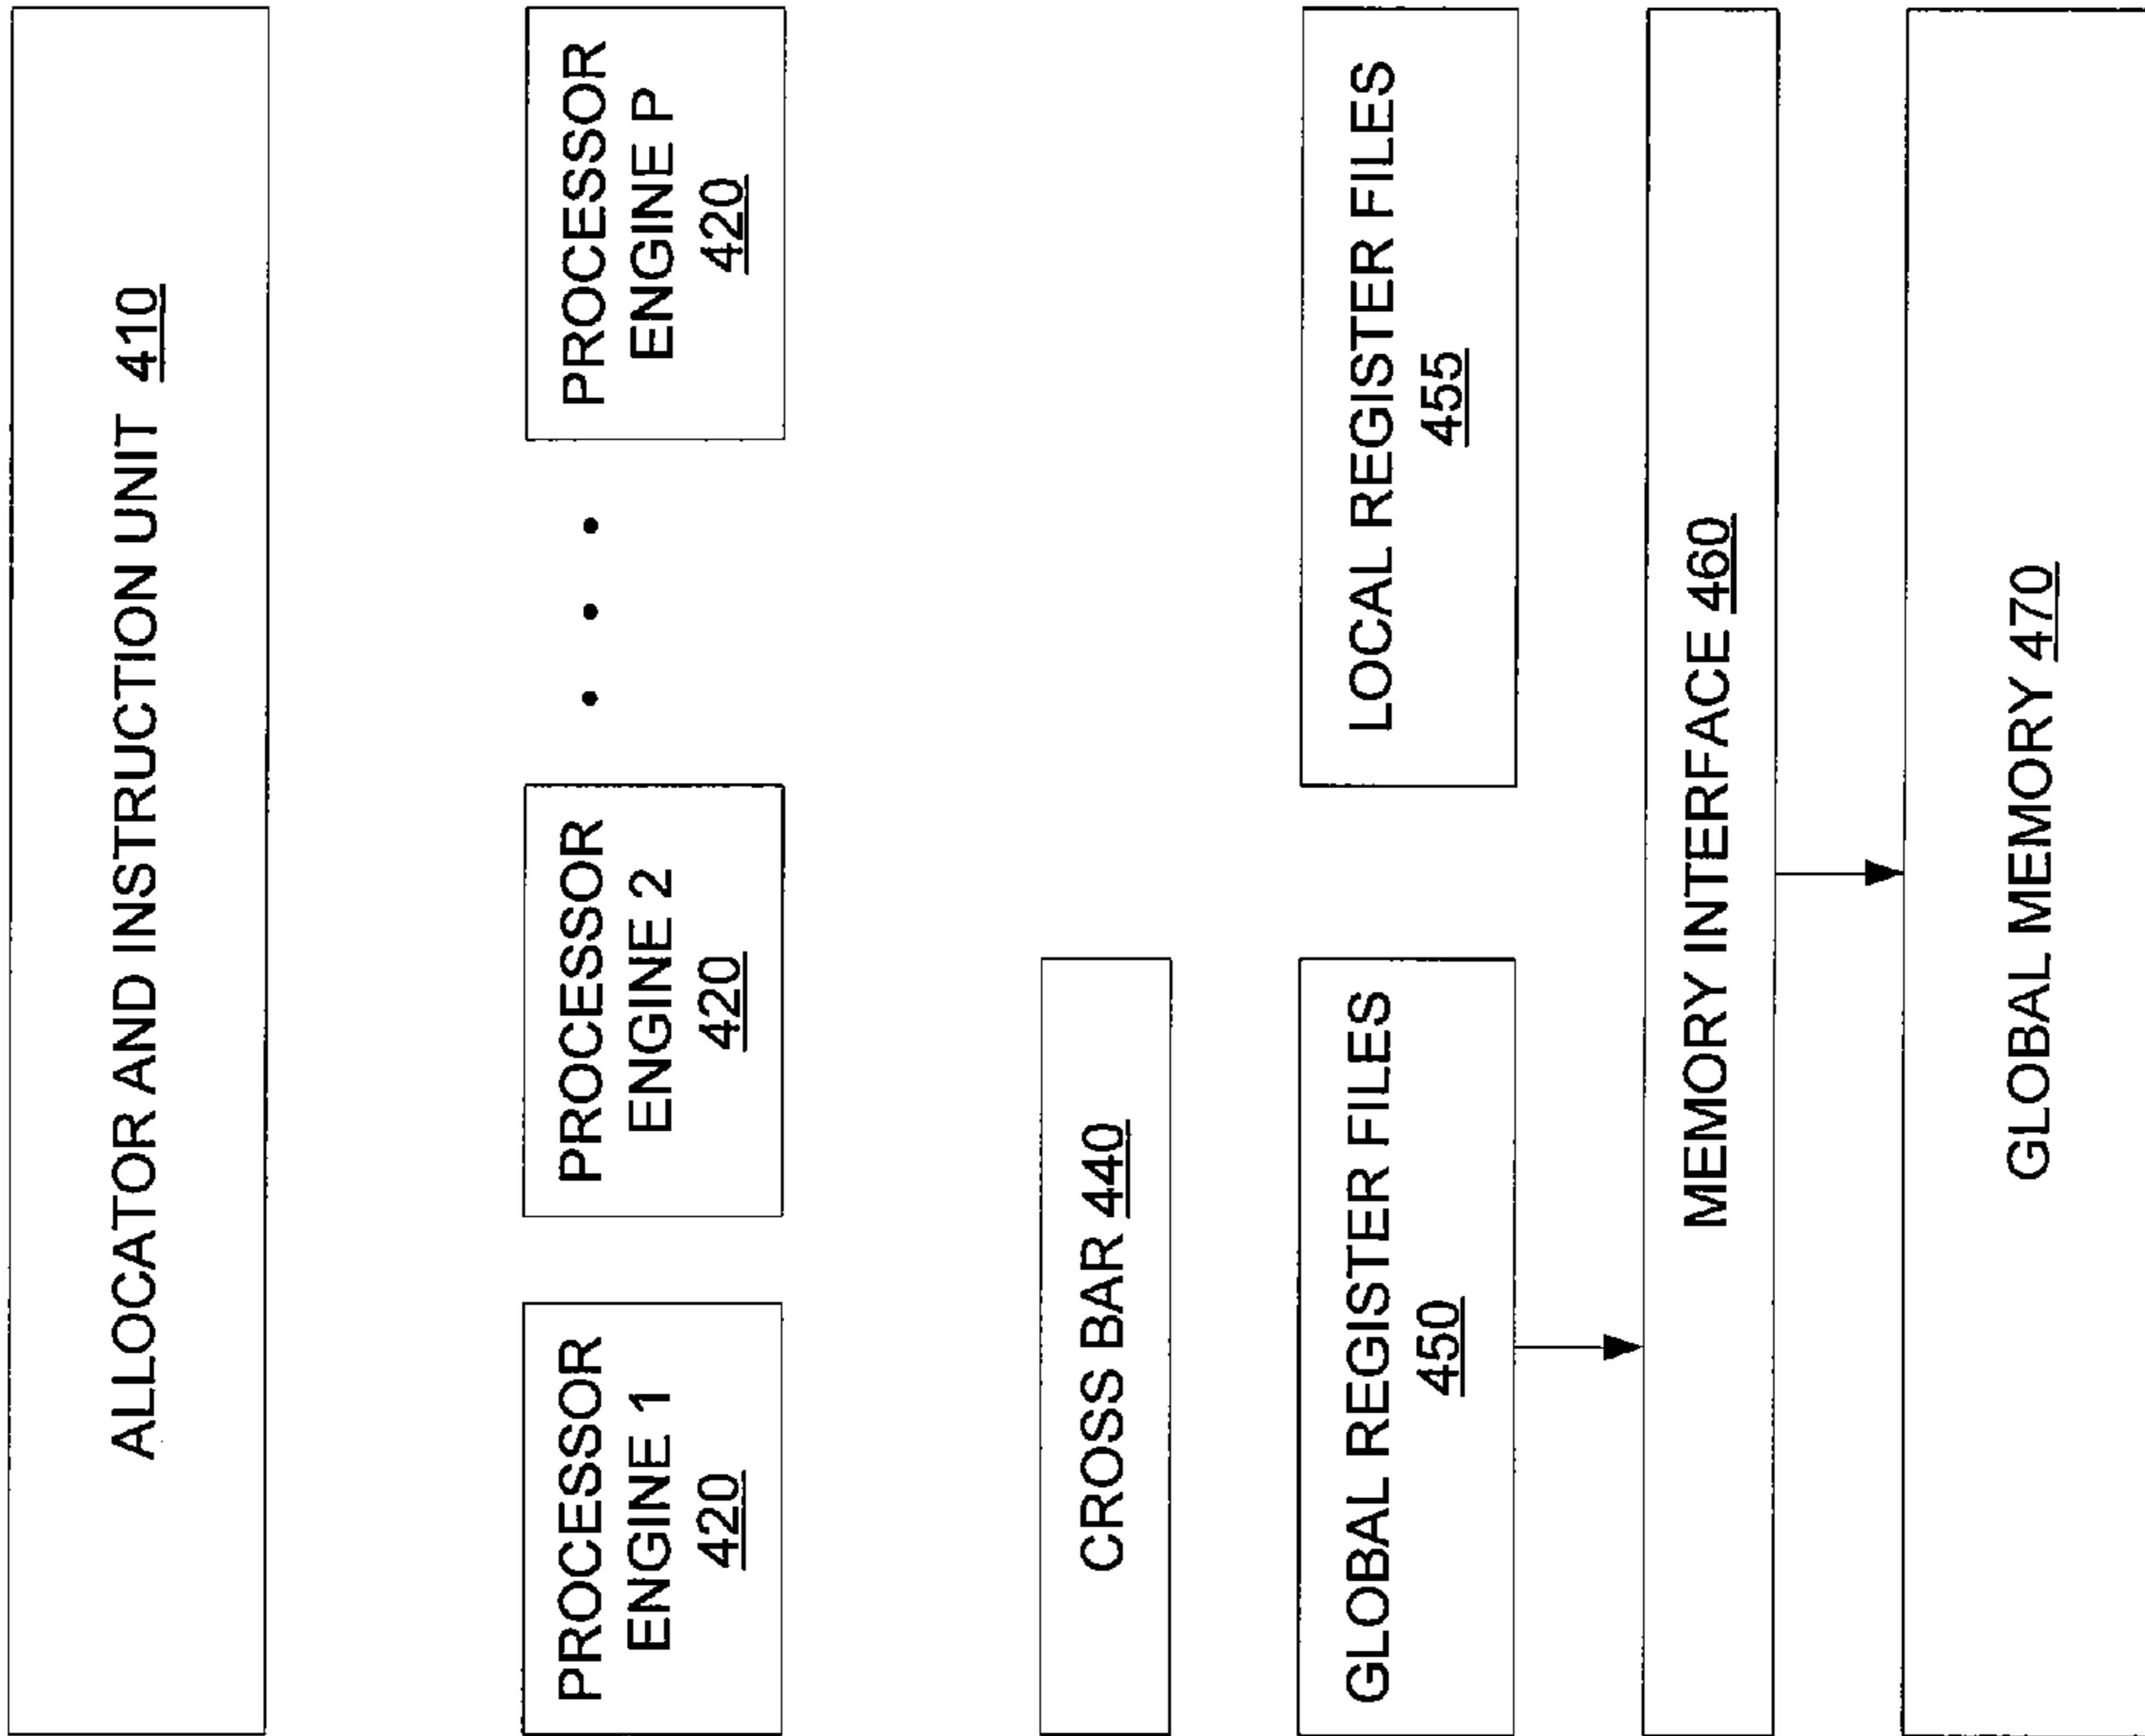 ALLOCATOR AND INSTRUCTION UNIT 410
PROCESSOR
ENGINE 1
420
PROCESSOR
ENGINE 2
420
PROCESSOR
ENGINE P
420
CROSS BAR 440
GLOBAL REGISTER FILES
450
LOCAL REGISTER FILES
455
MEMORY INTERFACE 460
GLOBAL MEMORY 470